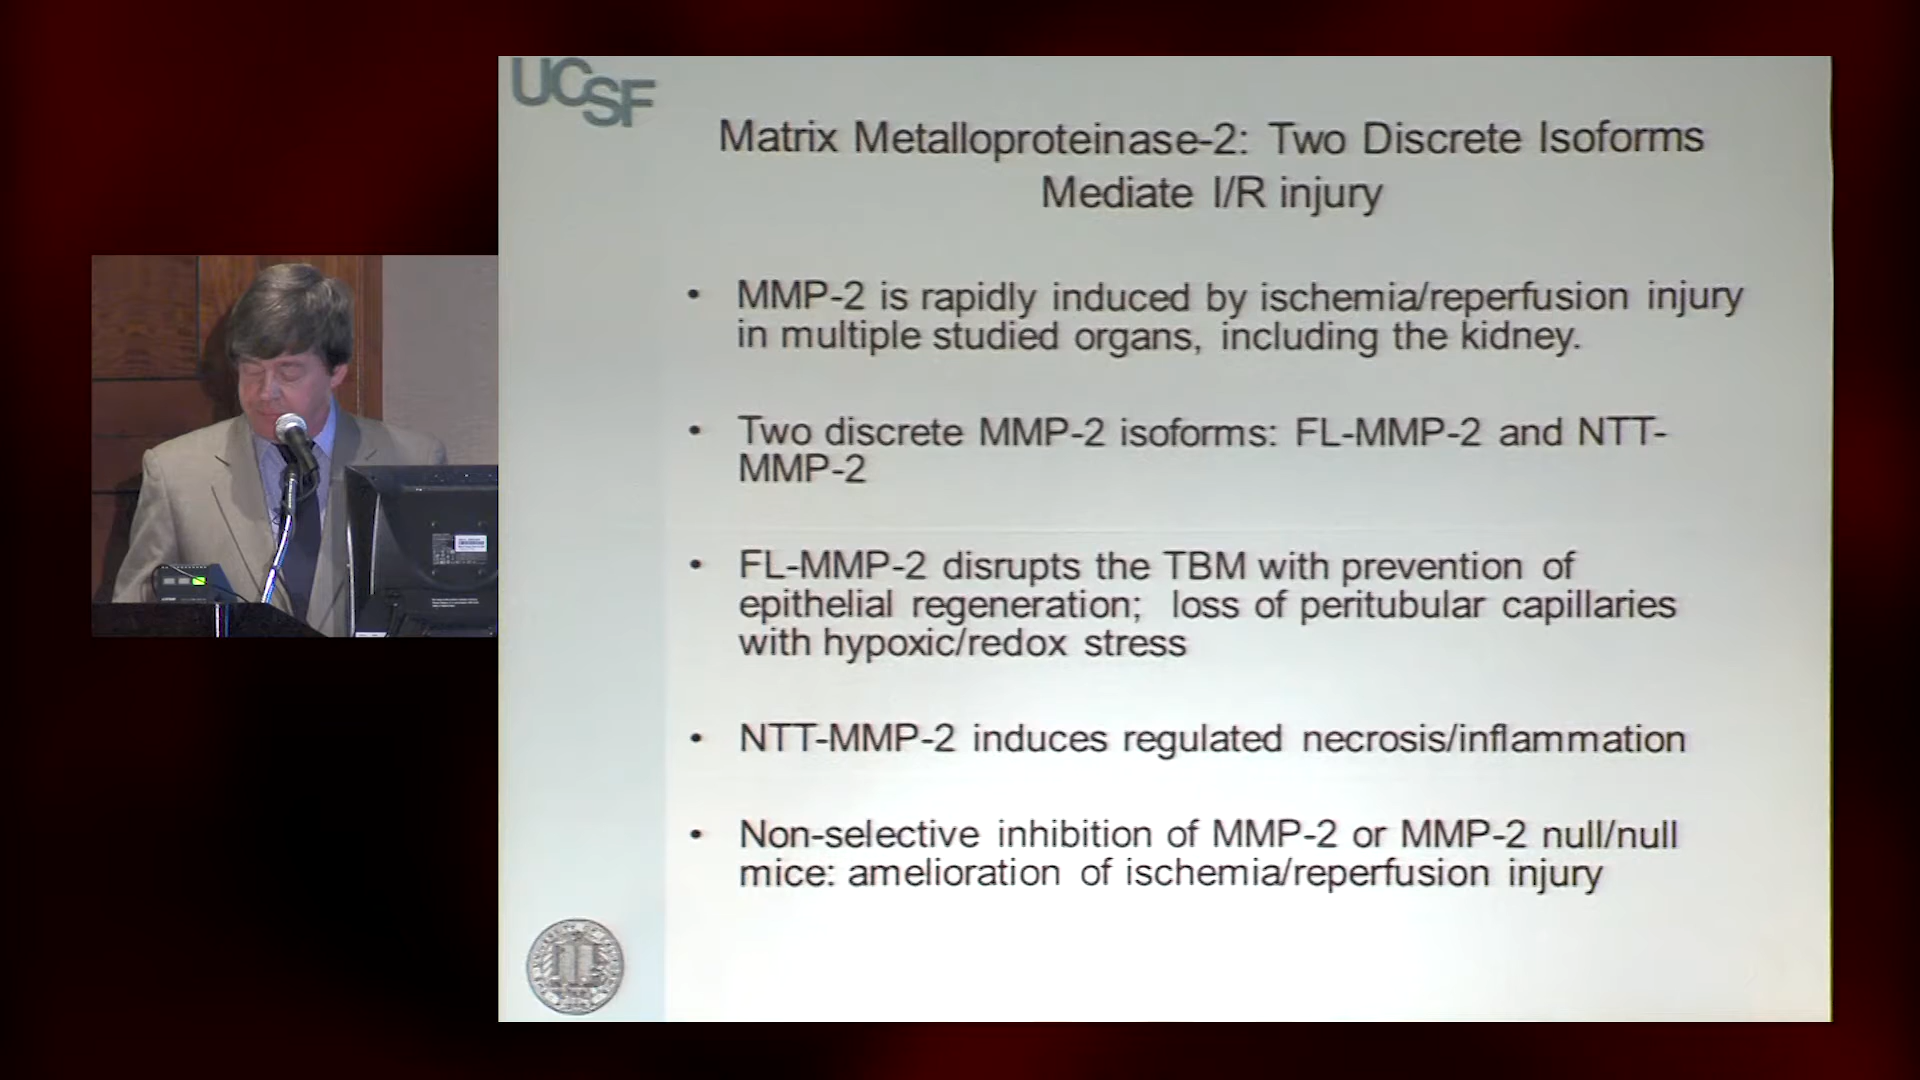 UCSF
Matrix Metalloproteinase-2: Two Discrete Isoforms
Mediate I/R injury
• MMP-2 is rapidly induced by ischemia/reperfusion injury
in multiple studied organs, including the kidney.
• Two discrete MMP-2 isoforms: FL-MMP-2 and NTT-
MMP-2
• FL-MMP-2 disrupts the TBM with prevention of
epithelial regeneration; loss of peritubular capillaries
with hypoxic/redox stress
• NTT-MMP-2 induces regulated necrosis/inflammation
• Non-selective inhibition of MMP-2 or MMP-2 null/null
mice: amelioration of ischemia/reperfusion injury